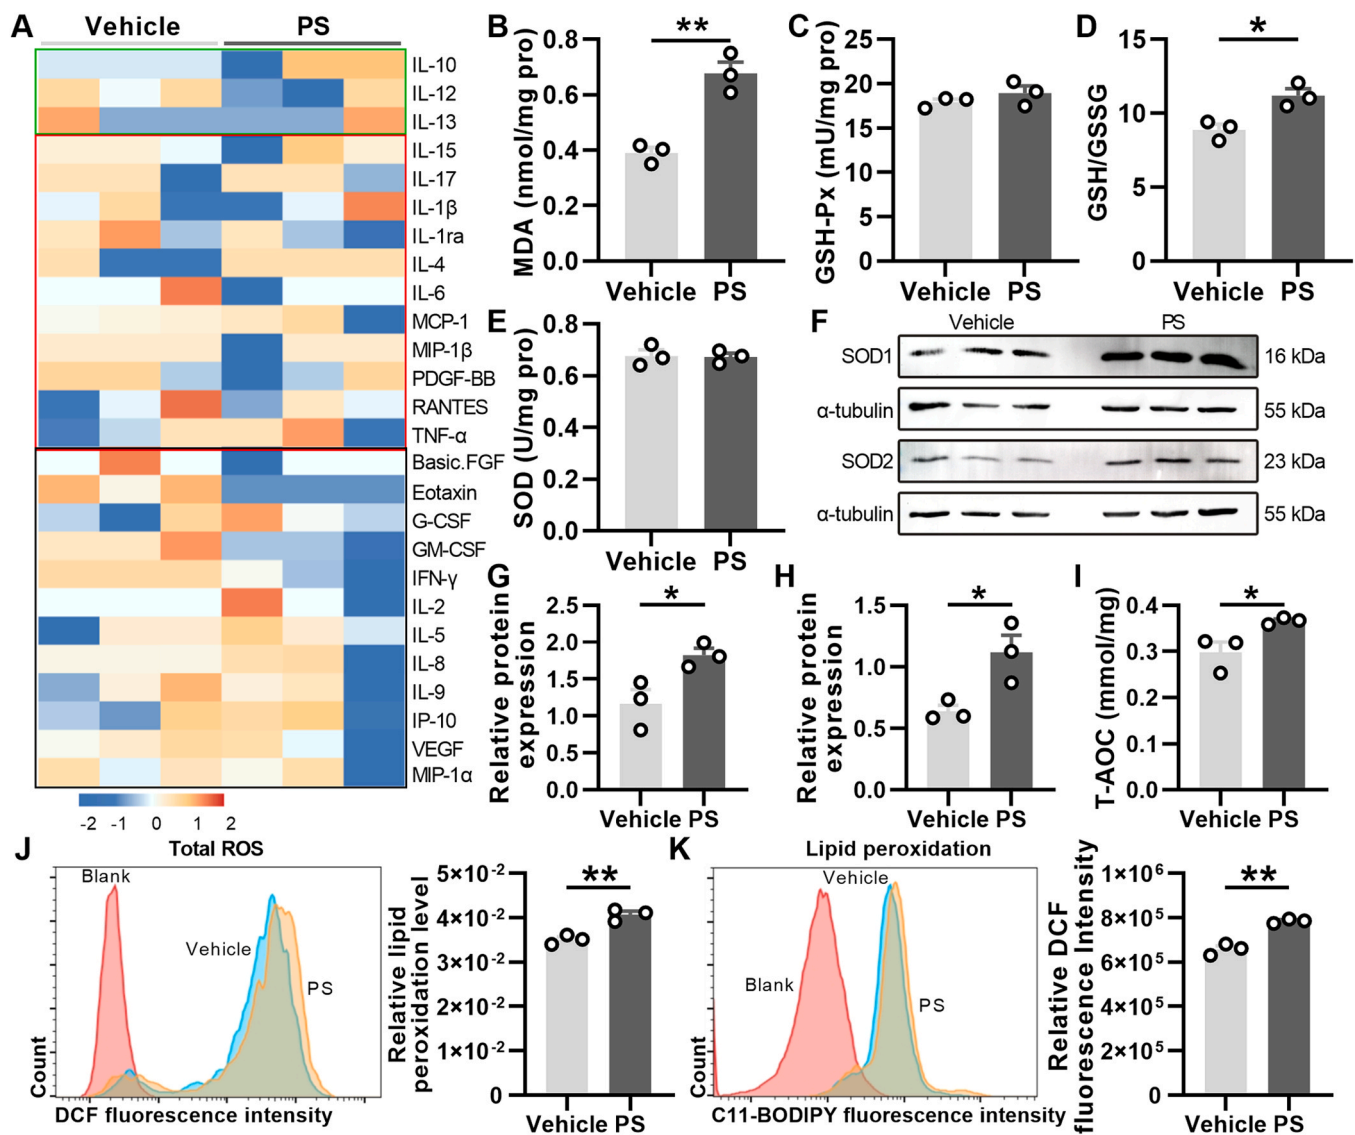 A
Vehicle
PS
IL-10
IL-12
IL-13
IL-15
IL-17
IL-1β
IL-1ra
IL-4
IL-6
MCP-1
MIP-1β
PDGF-BB
RANTES
TNF-α
Basic.FGF
Eotaxin
G-CSF
GM-CSF
IFN-γ
IL-2
IL-5
IL-8
IL-9
IP-10
VEGF
MIP-1α
-2 -1 0 1 2
B
MDA (nmol/mg pro)
0.8
0.6
0.4
0.2
0.0
**
Vehicle PS
C
GSH-Px (mU/mg pro)
25
20
15
10
5
0
Vehicle PS
D
GSH/GSSG
15
10
5
0
*
Vehicle PS
E
SOD (U/mg pro)
0.8
0.6
0.4
0.2
0.0
Vehicle PS
F
Vehicle PS
SOD1 16 kDa
α-tubulin 55 kDa
SOD2 23 kDa
α-tubulin 55 kDa
G
Relative protein
expression
2.5
2.0
1.5
1.0
0.5
0.0
*
Vehicle PS
H
Relative protein
expression
1.5
1.0
0.5
0.0
*
Vehicle PS
I
T-AOC (mmol/mg)
0.4
0.3
0.2
0.1
0.0
*
Vehicle PS
J
Total ROS
Blank
Vehicle
PS
Count
DCF fluorescence intensity
Relative lipid
peroxidation level
5×10-2
4×10-2
3×10-2
2×10-2
1×10-2
0
**
Vehicle PS
K
Lipid peroxidation
Vehicle
Blank
PS
Count
C11-BODIPY fluorescence intensity
Relative DCF
fluorescence Intensity
1×10⁶
8×10⁵
6×10⁵
4×10⁵
2×10⁵
0
**
Vehicle PS